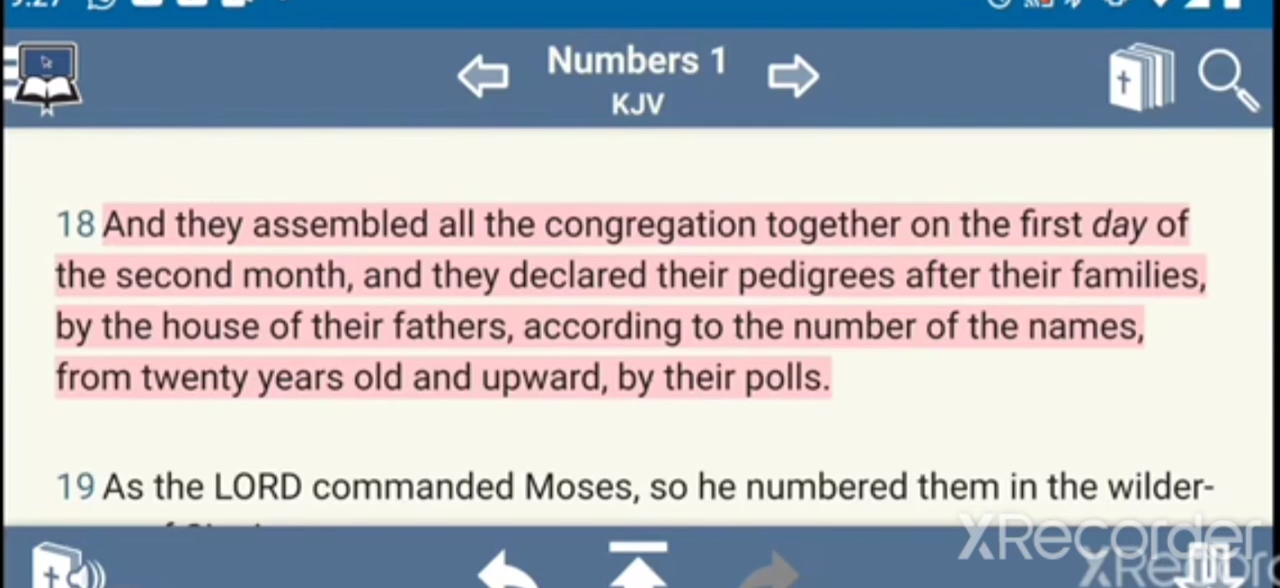 9:27
Numbers 1
KJV
18 And they assembled all the congregation together on the first day of
the second month, and they declared their pedigrees after their families,
by the house of their fathers, according to the number of the names,
from twenty years old and upward, by their polls.
19 As the LORD commanded Moses, so he numbered them in the wilder-
XRecorder